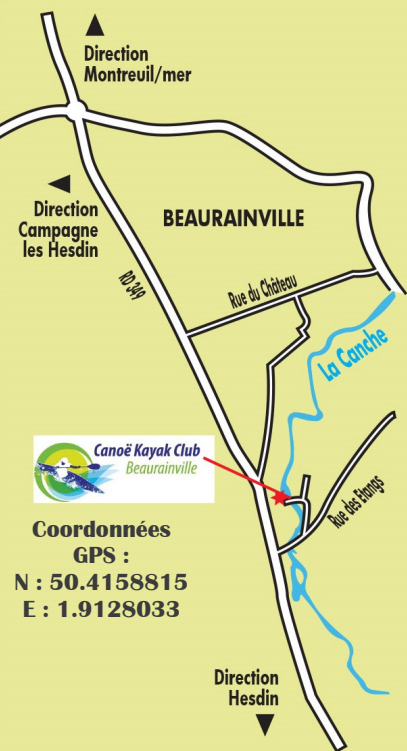 Direction
Montreuil/mer
Direction
Campagne
les Hesdin
BEAURAINVILLE
RD 349
Rue du Château
La Canche
Canoë Kayak Club
Beaurainville
Rue des Etangs
Coordonnées
GPS :
N : 50.4158815
E : 1.9128033
Direction
Hesdin